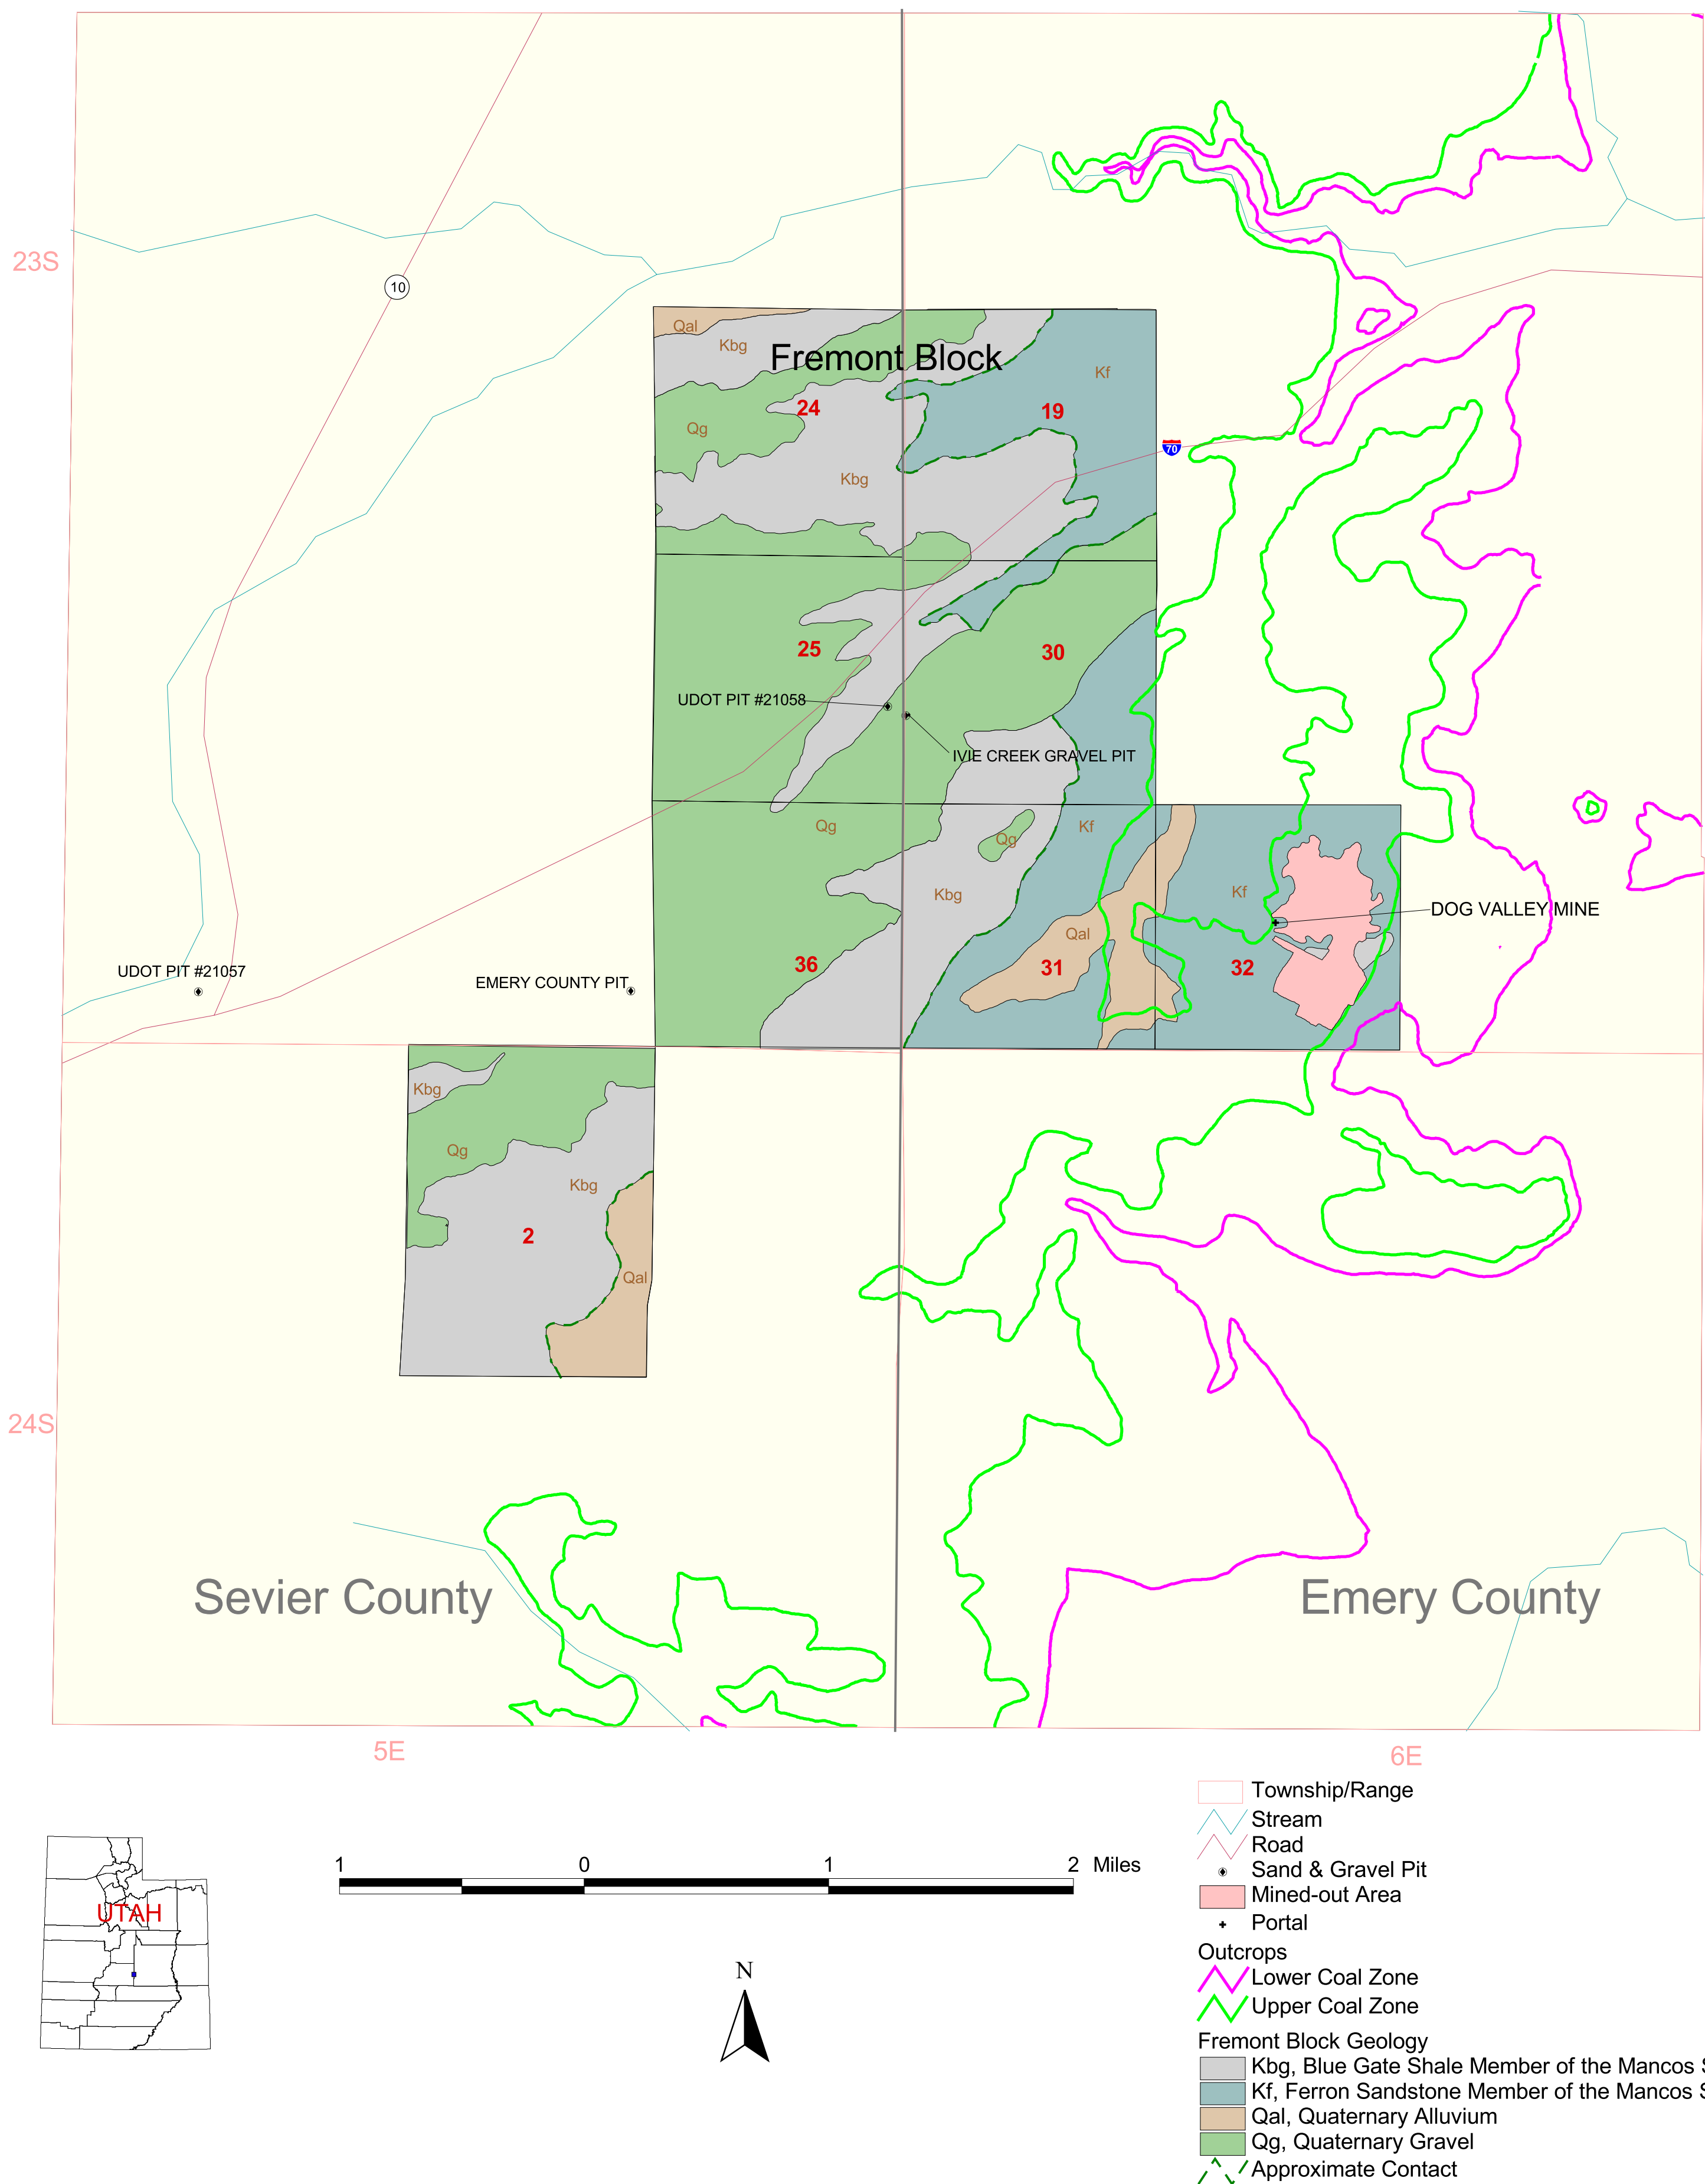 23S
10
Qal
Kbg
Fremont Block
Kf
24
19
Qg
70
Kbg
25
30
UDOT PIT #21058
IVIE CREEK GRAVEL PIT
Qg
Qg
Kf
Kbg
Kf
DOG VALLEY MINE
Qal
36
31
32
UDOT PIT #21057
EMERY COUNTY PIT
Kbg
Qg
Kbg
2
Qal
24S
Sevier County
Emery County
5E
6E
UTAH
1 0 1 2 Miles
N
Township/Range
Stream
Road
Sand & Gravel Pit
Mined-out Area
Portal
Outcrops
Lower Coal Zone
Upper Coal Zone
Fremont Block Geology
Kbg, Blue Gate Shale Member of the Mancos S
Kf, Ferron Sandstone Member of the Mancos S
Qal, Quaternary Alluvium
Qg, Quaternary Gravel
Approximate Contact